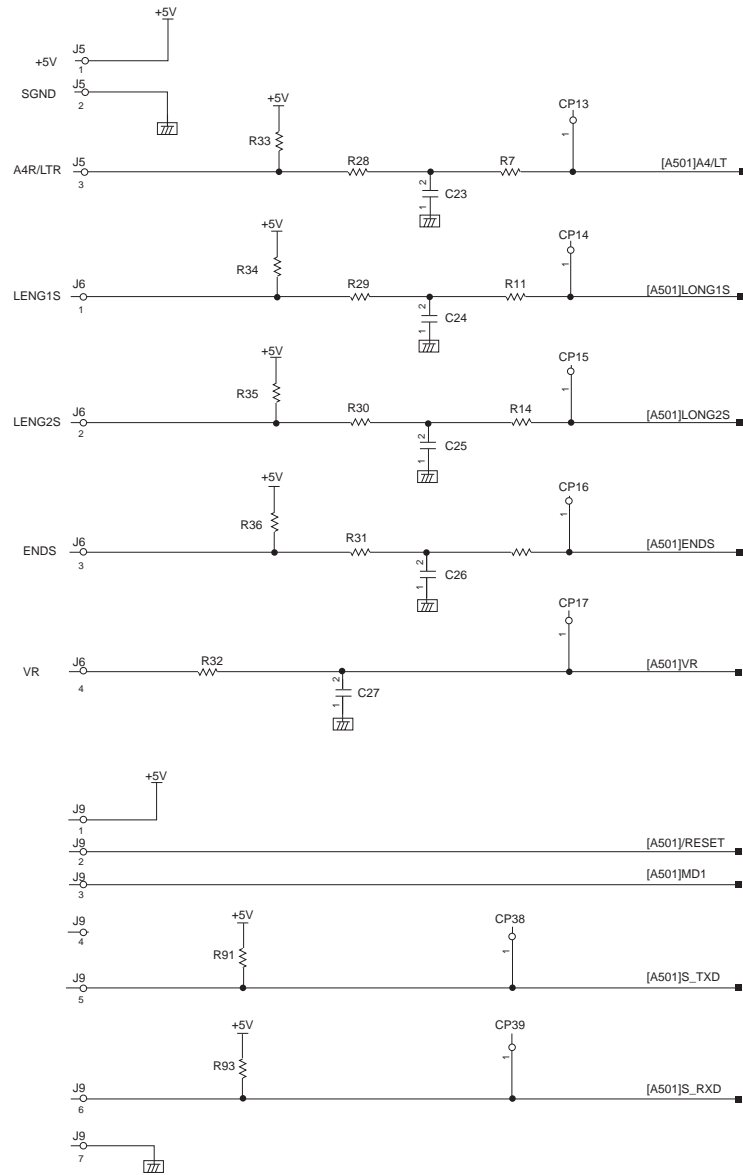 +5V
J5
+5V
1
J5
SGND
2
+5V
CP13
R33
1
J5
A4R/LTR
3
R28
R7
[A501]A4/LT
2
C23
1
+5V
CP14
R34
1
J6
LENG1S
1
R29
R11
[A501]LONG1S
2
C24
1
+5V
CP15
R35
1
J6
LENG2S
2
R30
R14
[A501]LONG2S
2
C25
1
+5V
CP16
R36
1
J6
ENDS
3
R31
[A501]ENDS
2
C26
1
CP17
1
J6
VR
4
R32
[A501]VR
2
C27
1
+5V
J9
1
J9
2
[A501]/RESET
J9
3
[A501]MD1
J9
4
+5V
CP38
R91
1
J9
5
[A501]S_TXD
+5V
CP39
R93
1
J9
6
[A501]S_RXD
J9
7